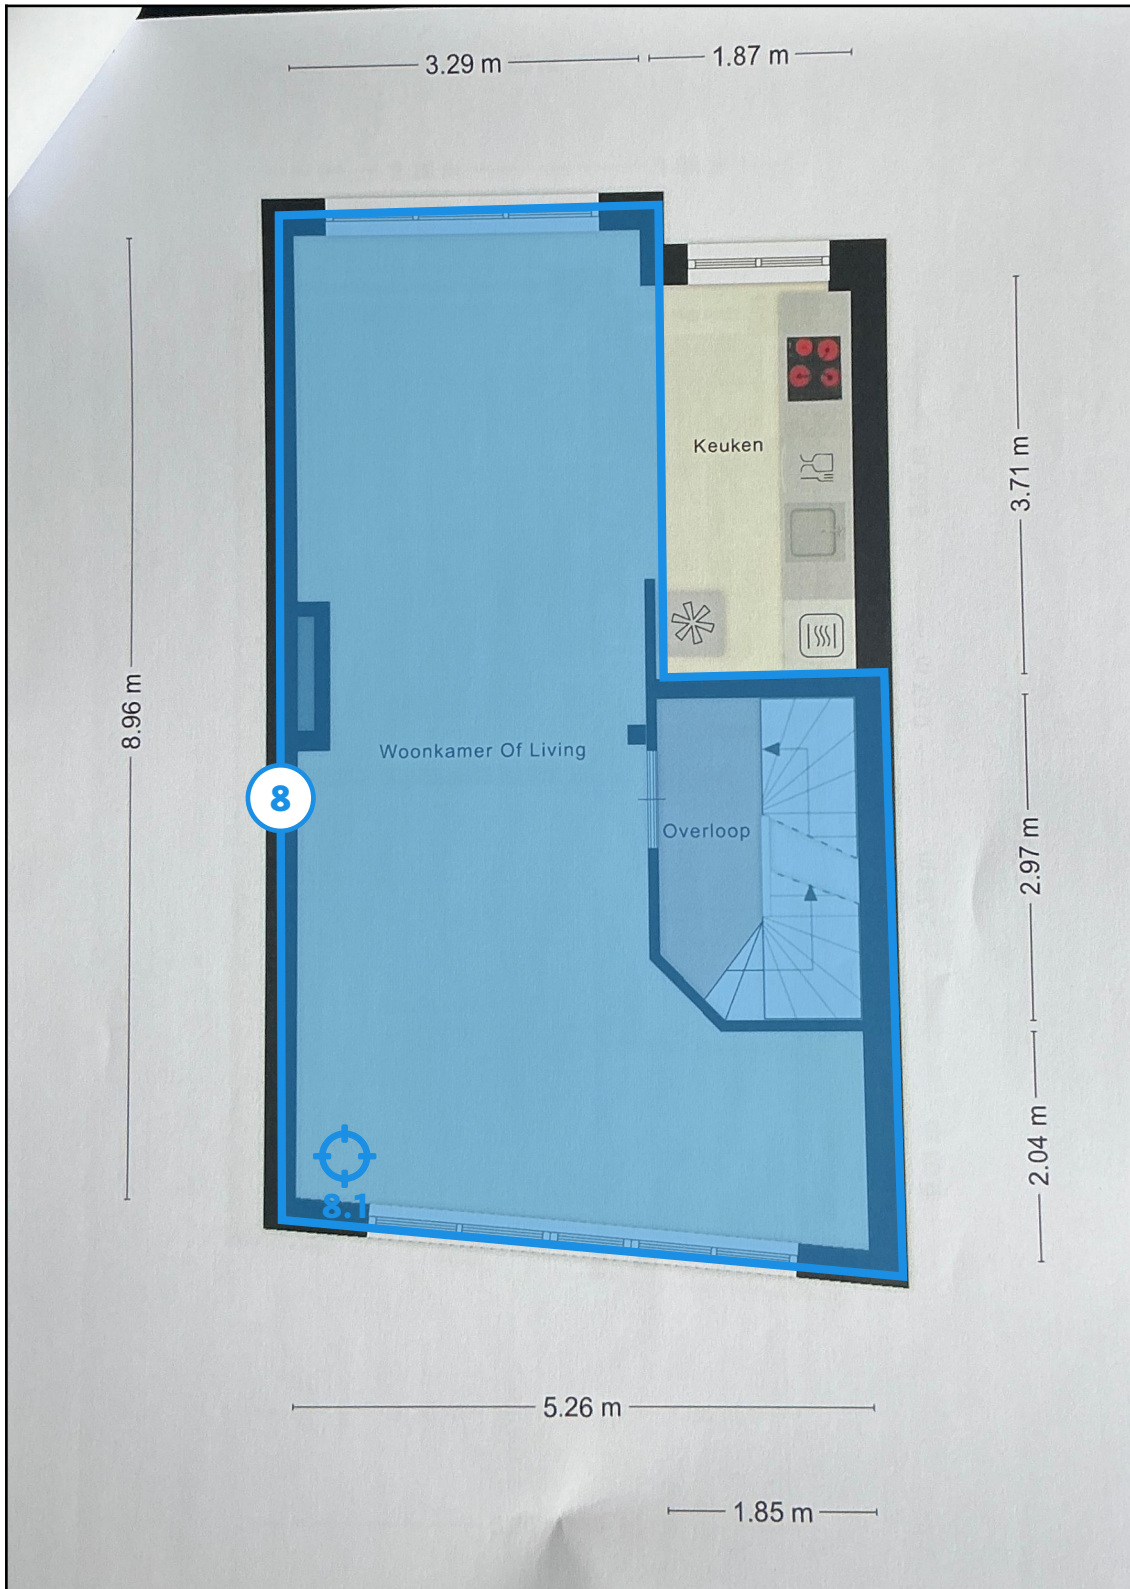 3.29 m
1.87 m
Keuken
3.71 m
8.96 m
Woonkamer Of Living
8
Overloop
2.97 m
8.1
2.04 m
5.26 m
1.85 m